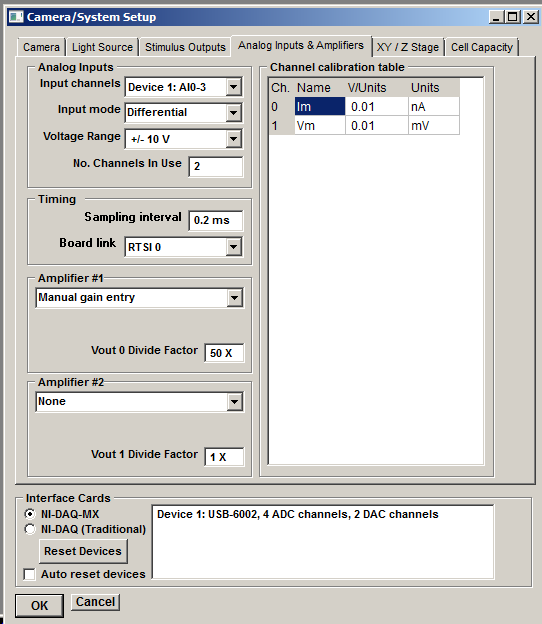 Camera/System Setup
Camera Light Source Stimulus Outputs Analog Inputs & Amplifiers XY / Z Stage Cell Capacity
Analog Inputs
Input channels Device 1: AI0-3
Input mode Differential
Voltage Range +/- 10 V
No. Channels In Use 2
Timing
Sampling interval 0.2 ms
Board link RTSI 0
Amplifier #1
Manual gain entry
Vout 0 Divide Factor 50 X
Amplifier #2
None
Vout 1 Divide Factor 1 X
Channel calibration table
Ch. Name V/Units Units
0 Im 0.01 nA
1 Vm 0.01 mV
Interface Cards
NI-DAQ-MX
NI-DAQ (Traditional)
Reset Devices
Auto reset devices
Device 1: USB-6002, 4 ADC channels, 2 DAC channels
OK Cancel